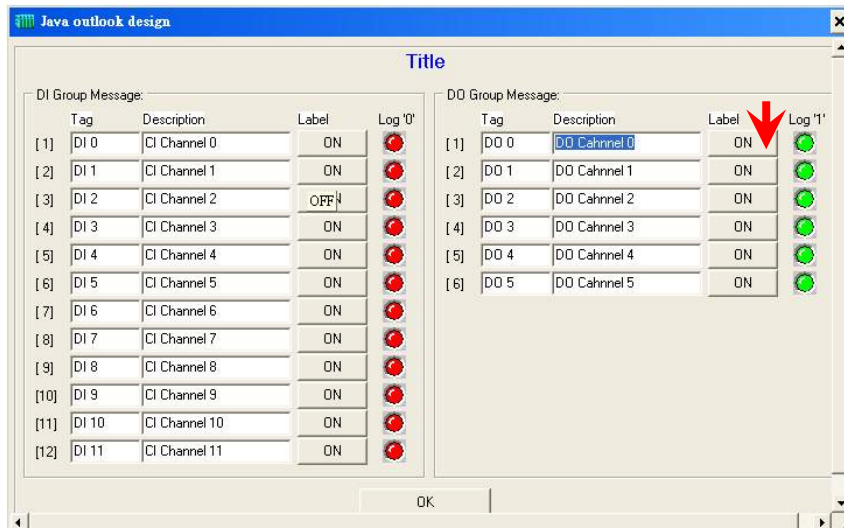 Java outlook design
Title
DI Group Message:
Tag Description Label Log '0'
[ 1] DI 0 CI Channel 0 ON
[ 2] DI 1 CI Channel 1 ON
[ 3] DI 2 CI Channel 2 OFF
[ 4] DI 3 CI Channel 3 ON
[ 5] DI 4 CI Channel 4 ON
[ 6] DI 5 CI Channel 5 ON
[ 7] DI 6 CI Channel 6 ON
[ 8] DI 7 CI Channel 7 ON
[ 9] DI 8 CI Channel 8 ON
[10] DI 9 CI Channel 9 ON
[11] DI 10 CI Channel 10 ON
[12] DI 11 CI Channel 11 ON
DO Group Message:
Tag Description Label Log '1'
[ 1] DO 0 DO Cahnnel 0 ON
[ 2] DO 1 DO Cahnnel 1 ON
[ 3] DO 2 DO Cahnnel 2 ON
[ 4] DO 3 DO Cahnnel 3 ON
[ 5] DO 4 DO Cahnnel 4 ON
[ 6] DO 5 DO Cahnnel 5 ON
OK